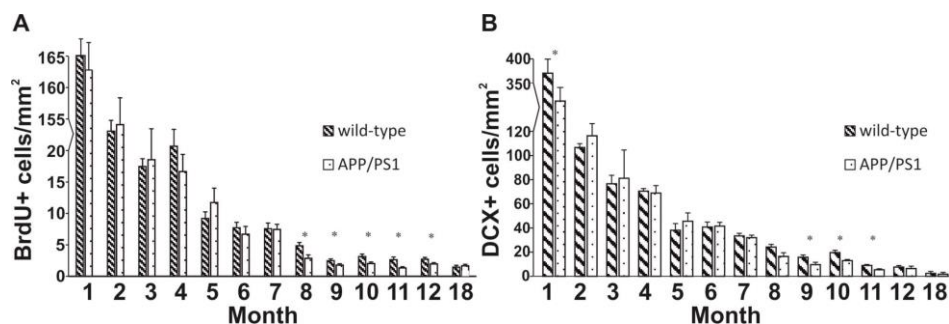 A
BrdU+ cells/mm²
165
160
155
20
15
10
5
0
wild-type
APP/PS1
* * * * *
1 2 3 4 5 6 7 8 9 10 11 12 18
Month
B
DCX+ cells/mm²
400
350
120
100
80
60
40
20
0
*
wild-type
APP/PS1
* * *
1 2 3 4 5 6 7 8 9 10 11 12 18
Month